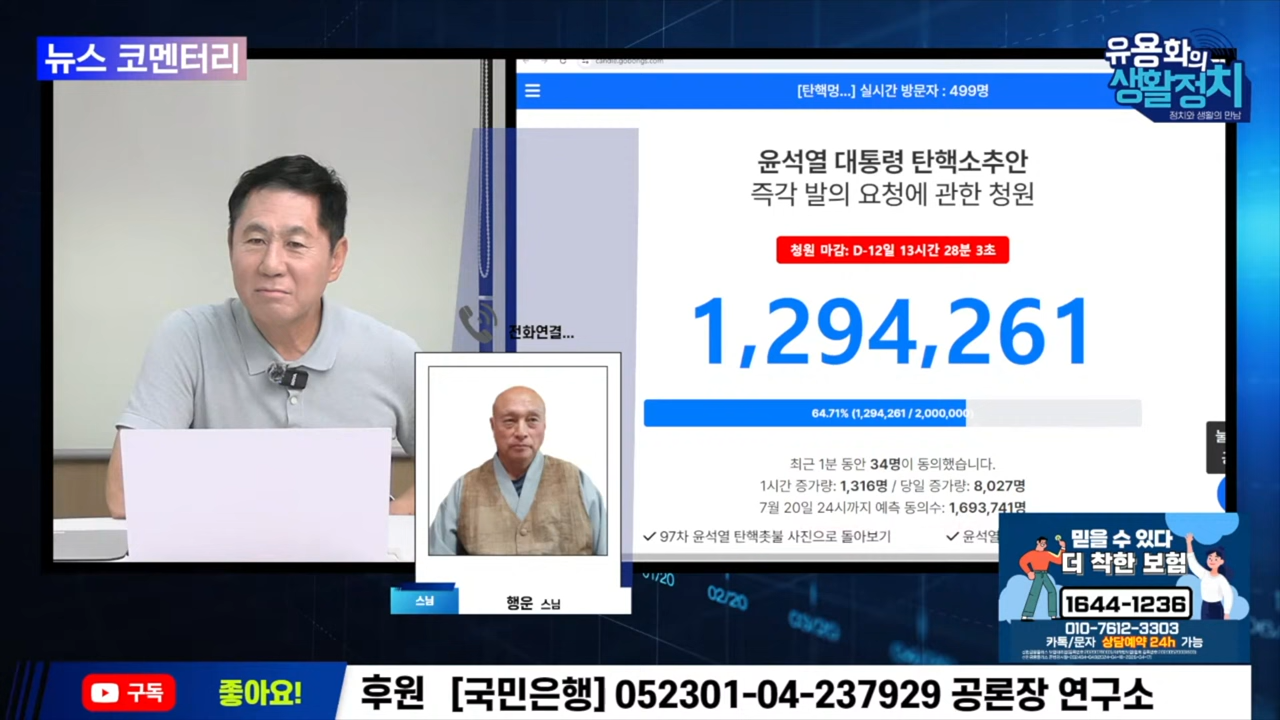 뉴스 코멘터리
유용화의
생활정치
정치와 생활의 만남
candle.gobongs.com
[탄핵멍...] 실시간 방문자 : 499명
윤석열 대통령 탄핵소추안
즉각 발의 요청에 관한 청원
청원 마감: D-12일 13시간 28분 3초
1,294,261
64.71% (1,294,261 / 2,000,000)
최근 1분 동안 34명이 동의했습니다.
1시간 증가량: 1,316명 / 당일 증가량: 8,027명
7월 20일 24시까지 예측 동의수: 1,693,741명
97차 윤석열 탄핵촛불 사진으로 돌아보기
윤석열
전화연결...
스님
행운 스님
01/20
02/20
03/20
믿을 수 있다
더 착한 보험
1644-1236
010-7612-3303
카톡/문자 상담예약 24h 가능
구독
좋아요!
후원 [국민은행] 052301-04-237929 공론장 연구소